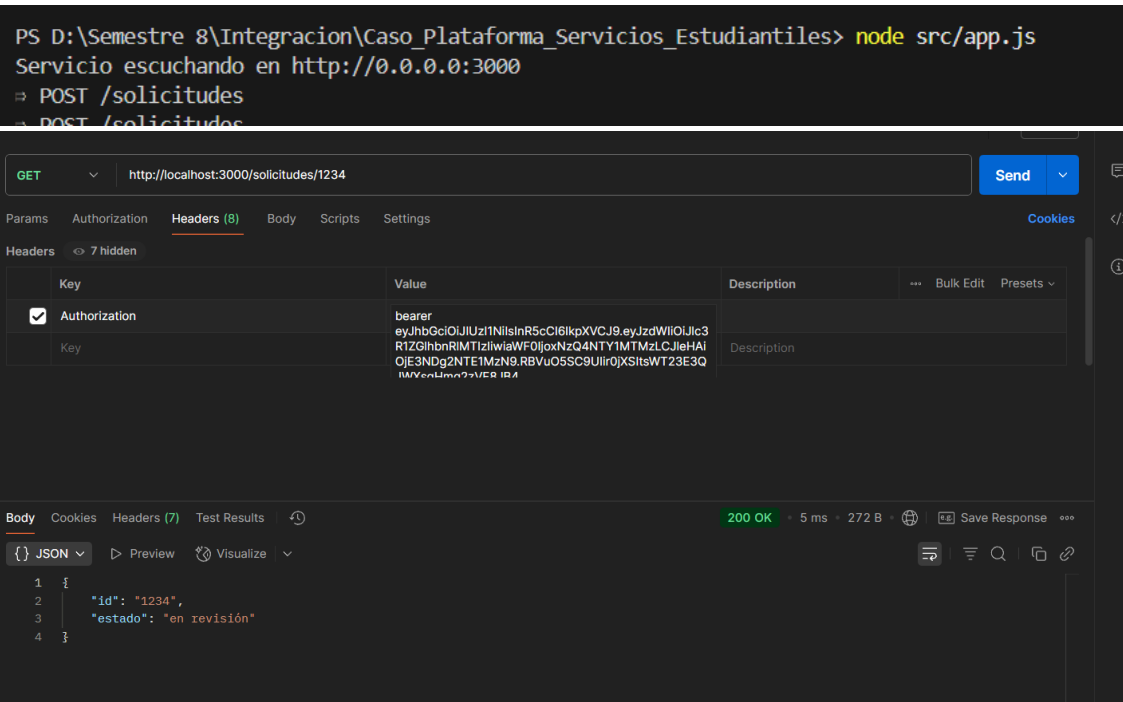 PS D:\Semestre 8\Integracion\Caso_Plataforma_Servicios_Estudiantiles> node src/app.js
Servicio escuchando en http://0.0.0.0:3000
⇨ POST /solicitudes
⇨ POST /solicitudes
GET http://localhost:3000/solicitudes/1234 Send
Params Authorization Headers (8) Body Scripts Settings Cookies
Headers 7 hidden
Key Value Description Bulk Edit Presets
Authorization bearer
eyJhbGciOiJIUzI1NiIsInR5cCI6IkpXVCJ9.eyJzdWIiOiJlc3
R1ZGlhbnRlMTIzIiwiaWF0IjoxNzQ4NTY1MTMzLCJleHAi
OjE3NDg2NTE1MzN9.RBVuO5SC9UIir0jXSItsWT23E3Q
Key Description
Body Cookies Headers (7) Test Results 200 OK 5 ms 272 B e.g. Save Response
{} JSON Preview Visualize
1 {
2 "id": "1234",
3 "estado": "en revisión"
4 }